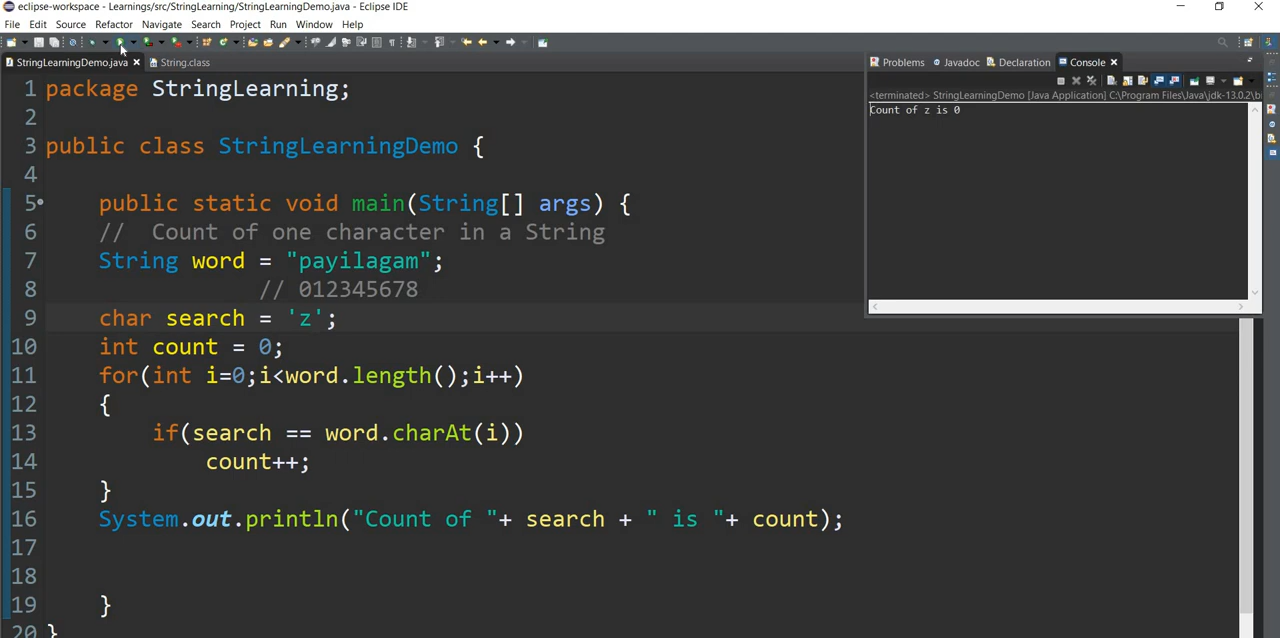 eclipse-workspace - Learnings/src/StringLearning/StringLearningDemo.java - Eclipse IDE
File Edit Source Refactor Navigate Search Project Run Window Help
StringLearningDemo.java String.class
Problems Javadoc Declaration Console
<terminated> StringLearningDemo [Java Application] C:\Program Files\Java\jdk-13.0.2\bi
Count of z is 0
1 package StringLearning;
2
3 public class StringLearningDemo {
4
5 public static void main(String[] args) {
6 // Count of one character in a String
7 String word = "payilagam";
8 // 012345678
9 char search = 'z';
10 int count = 0;
11 for(int i=0;i<word.length();i++)
12 {
13 if(search == word.charAt(i))
14 count++;
15 }
16 System.out.println("Count of "+ search + " is "+ count);
17
18
19 }
20 }